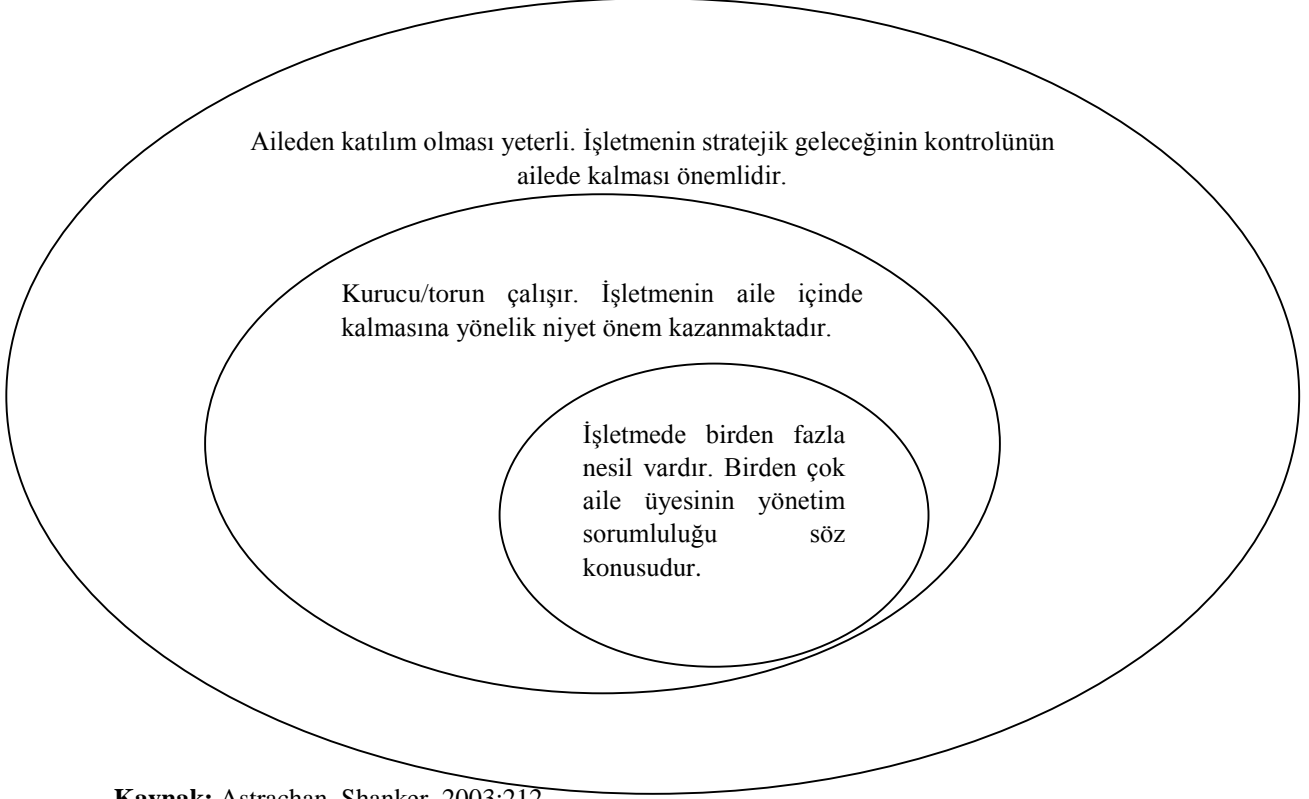 Aileden katılım olması yeterli. İşletmenin stratejik geleceğinin kontrolünün
ailede kalması önemlidir.
Kurucu/torun çalışır. İşletmenin aile içinde
kalmasına yönelik niyet önem kazanmaktadır.
İşletmede birden fazla
nesil vardır. Birden çok
aile üyesinin yönetim
sorumluluğu söz
konusudur.
Kaynak: Astrachan, Shanker, 2003:212